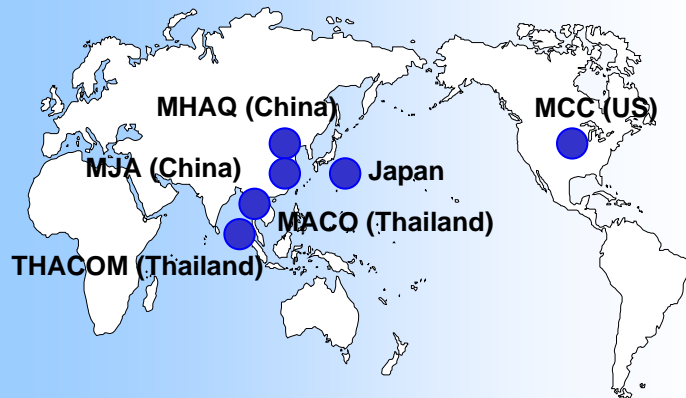 MHAQ (China)
MCC (US)
MJA (China)
Japan
MACO (Thailand)
THACOM (Thailand)